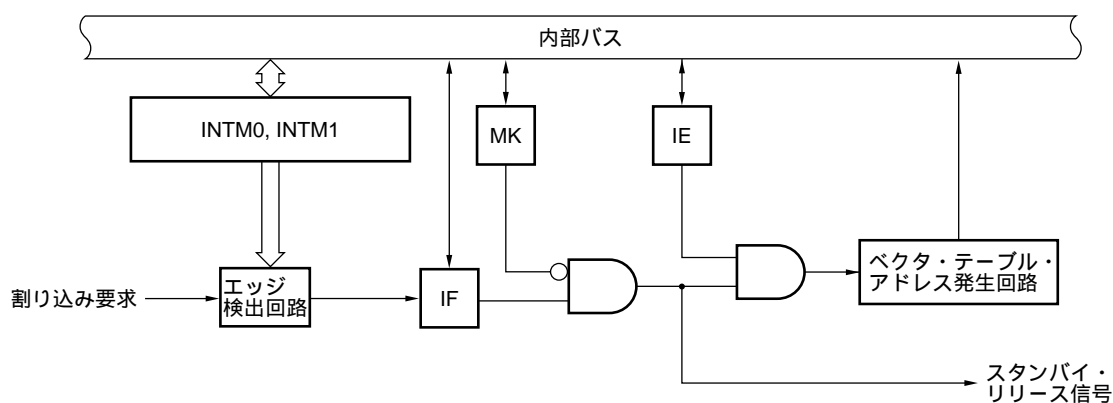 内部バス
INTM0, INTM1
MK
IE
割り込み要求
エッジ
検出回路
IF
ベクタ・テーブル・
アドレス発生回路
スタンバイ・
リリース信号